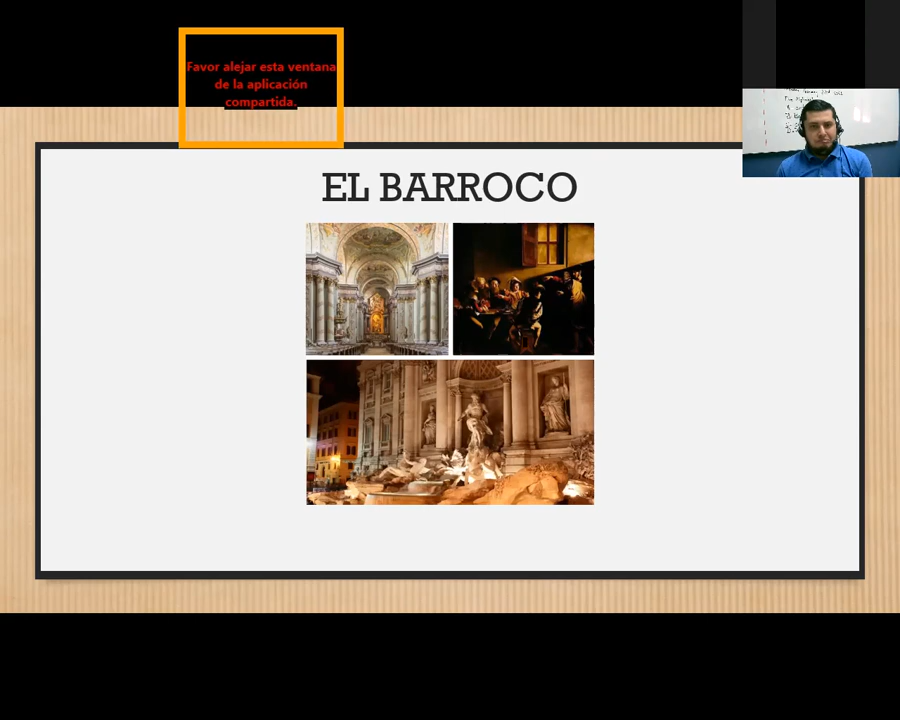 Favor alejar esta ventana
de la aplicación
compartida.
EL BARROCO